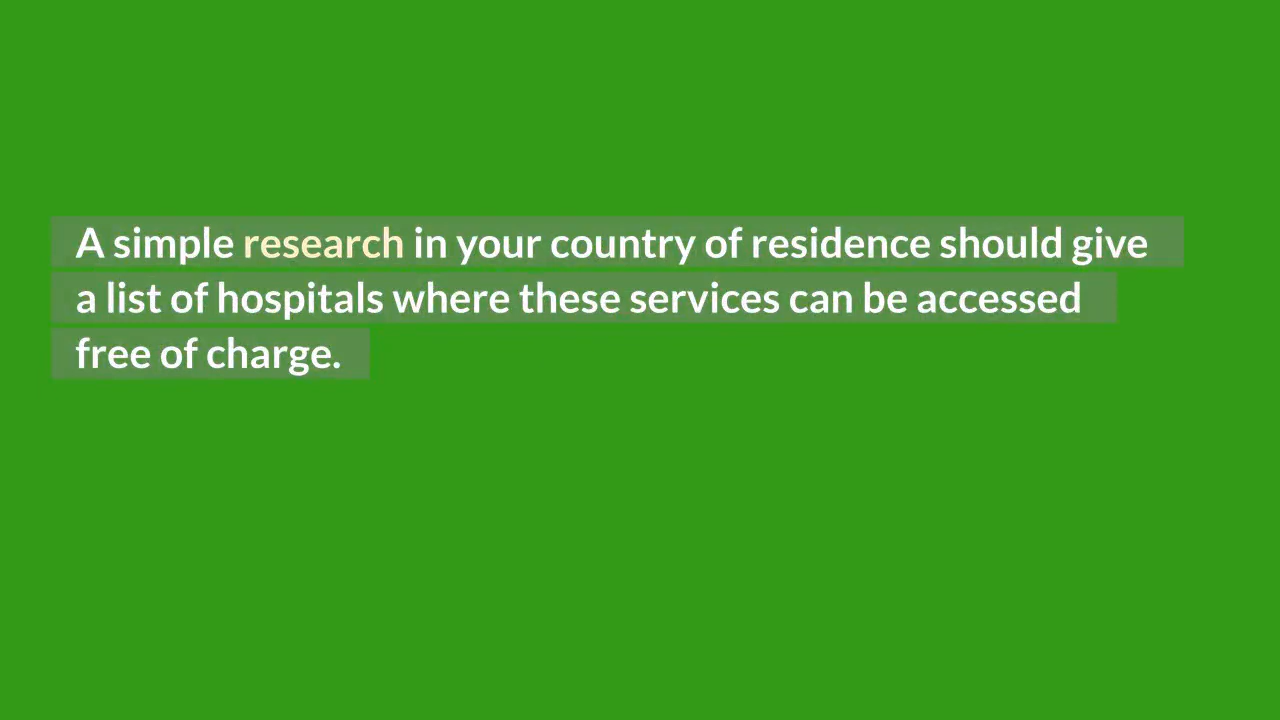 A simple research in your country of residence should give
a list of hospitals where these services can be accessed
free of charge.